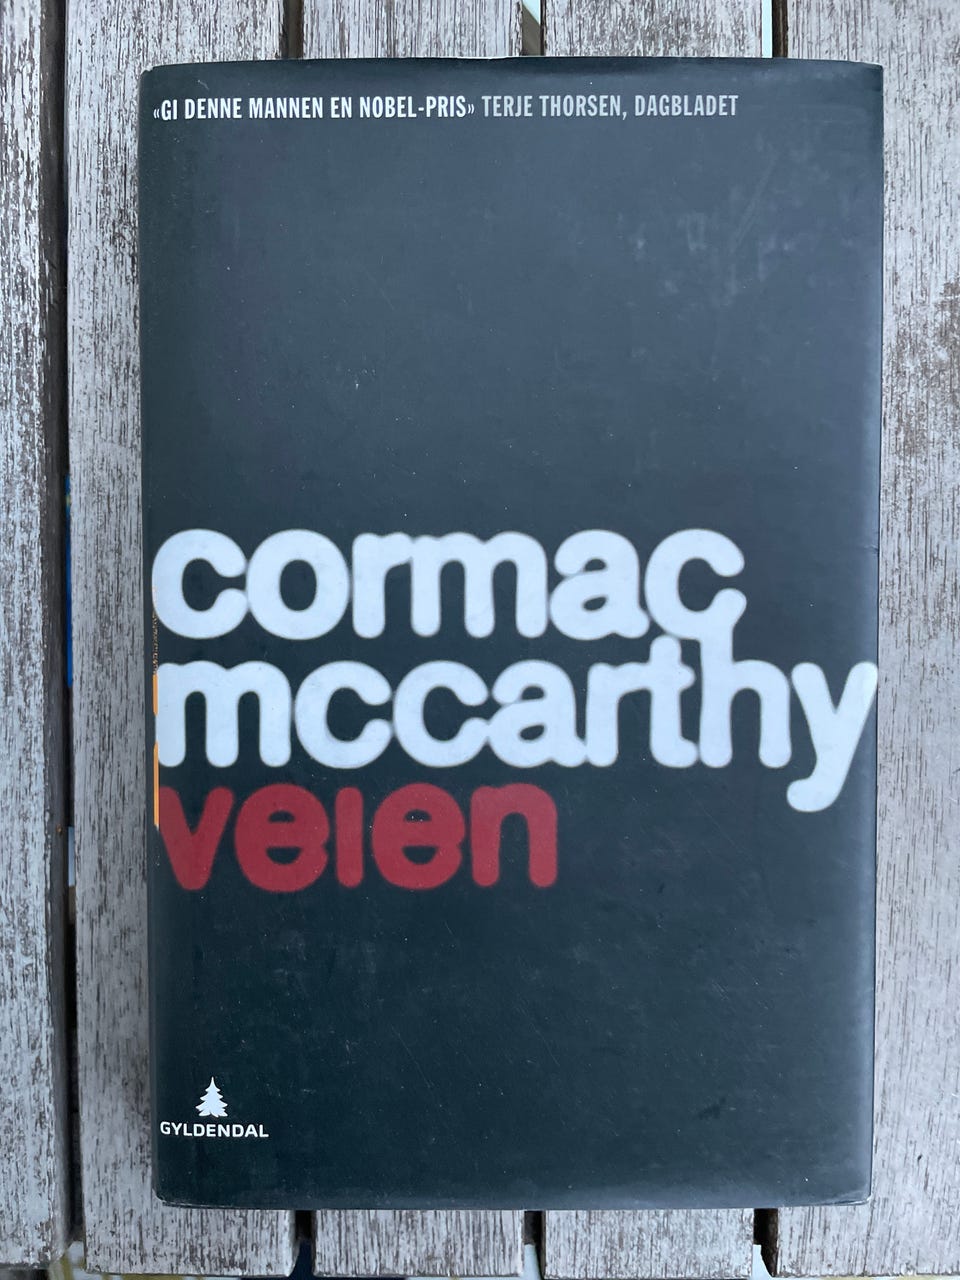 «GI DENNE MANNEN EN NOBEL-PRIS» TERJE THORSEN, DAGBLADET
cormac
mccarthy
veien
GYLDENDAL